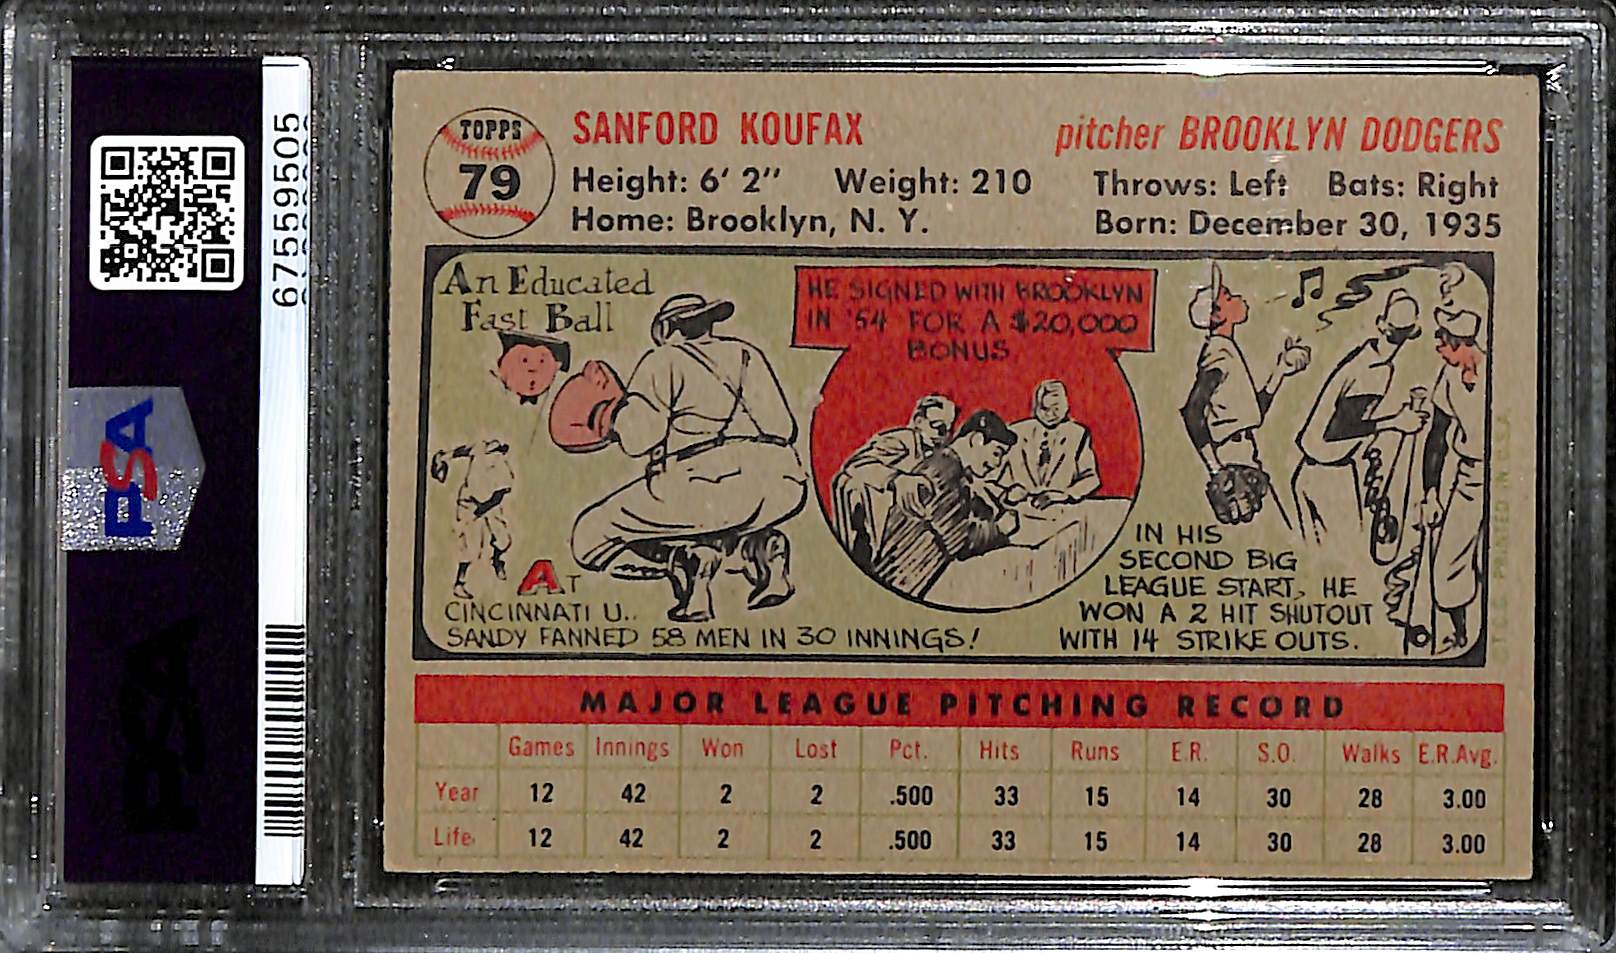 PSA
67559505
TOPPS
79
SANFORD KOUFAX
pitcher BROOKLYN DODGERS
Height: 6' 2" Weight: 210 Throws: Left Bats: Right
Home: Brooklyn, N. Y. Born: December 30, 1935
An Educated
Fast Ball
HE SIGNED WITH BROOKLYN
IN '54 FOR A $20,000
BONUS
AT
CINCINNATI U..
SANDY FANNED 58 MEN IN 30 INNINGS!
IN HIS
SECOND BIG
LEAGUE START, HE
WON A 2 HIT SHUTOUT
WITH 14 STRIKE OUTS.
©T.C.G. PRINTED IN U.S.A.
MAJOR LEAGUE PITCHING RECORD
Games Innings Won Lost Pct. Hits Runs E.R. S.O. Walks E.R.Avg.
Year 12 42 2 2 .500 33 15 14 30 28 3.00
Life 12 42 2 2 .500 33 15 14 30 28 3.00